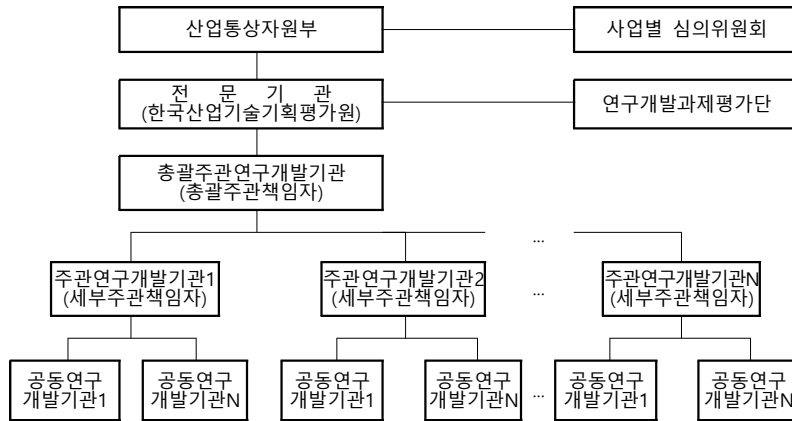 산업통상자원부
사업별 심의위원회
전 문 기 관
(한국산업기술기획평가원)
연구개발과제평가단
총괄주관연구개발기관
(총괄주관책임자)
...
주관연구개발기관1
(세부주관책임자)
주관연구개발기관2
(세부주관책임자)
...
주관연구개발기관N
(세부주관책임자)
공동연구
개발기관1
공동연구
개발기관N
공동연구
개발기관1
공동연구
개발기관N
...
공동연구
개발기관1
공동연구
개발기관N